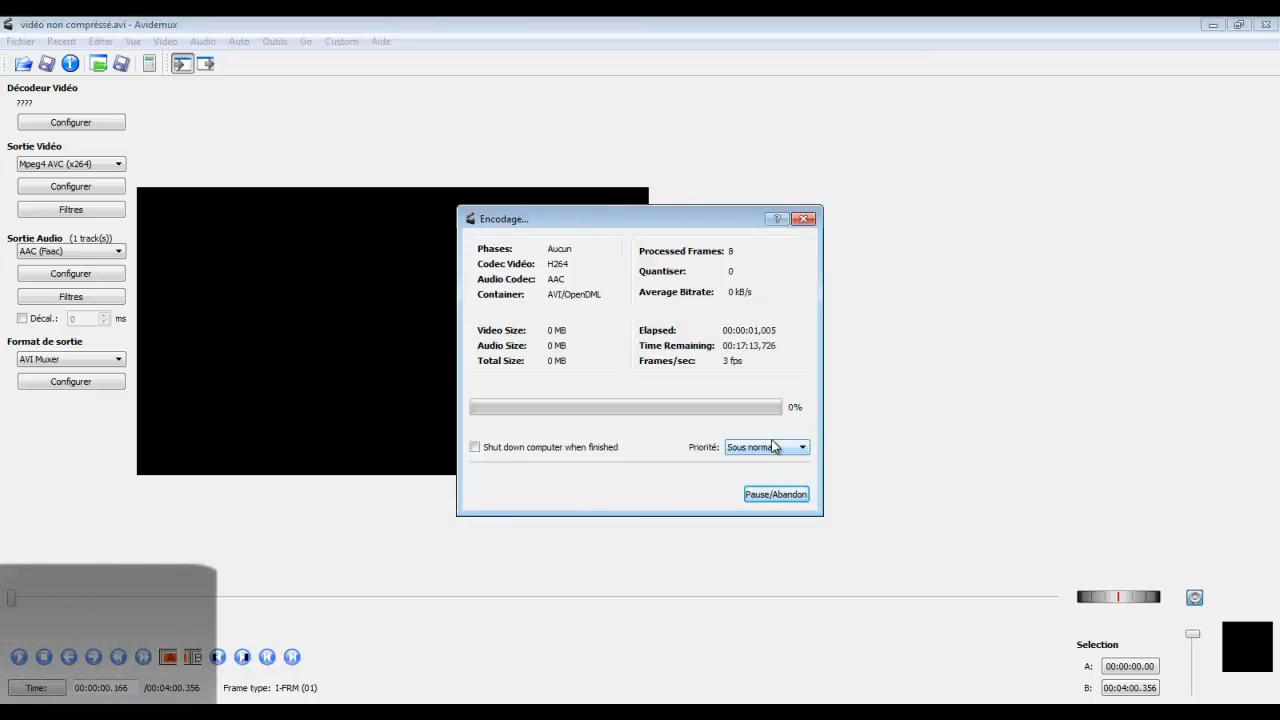 vidéo non compréssé.avi - Avidemux
Fichier Recent Éditer Vue Video Audio Auto Outils Go Custom Aide
Décodeur Vidéo
????
Configurer
Sortie Vidéo
Mpeg4 AVC (x264)
Configurer
Filtres
Sortie Audio (1 track(s))
AAC (Faac)
Configurer
Filtres
Décal.: 0 ms
Format de sortie
AVI Muxer
Configurer
Encodage...
Phases: Aucun
Codec Vidéo: H264
Audio Codec: AAC
Container: AVI/OpenDML
Processed Frames: 8
Quantiser: 0
Average Bitrate: 0 kB/s
Video Size: 0 MB
Audio Size: 0 MB
Total Size: 0 MB
Elapsed: 00:00:01,005
Time Remaining: 00:17:13,726
Frames/sec: 3 fps
0%
Shut down computer when finished
Priorité: Sous
Pause/Abandon
A
B
Time: 00:00:00.166 /00:04:00.356 Frame type: I-FRM (01)
Selection
A: 00:00:00.00
B: 00:04:00.356